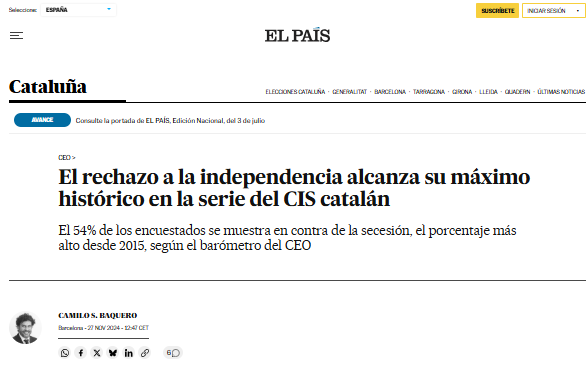 Seleccione: ESPAÑA
SUSCRÍBETE INICIAR SESIÓN
EL PAÍS
Cataluña
ELECCIONES CATALUÑA · GENERALITAT · BARCELONA · TARRAGONA · GIRONA · LLEIDA · QUADERN · ÚLTIMAS NOTICIAS
AVANCE Consulte la portada de EL PAÍS, Edición Nacional, del 3 de julio
CEO >
El rechazo a la independencia alcanza su máximo
histórico en la serie del CIS catalán
El 54% de los encuestados se muestra en contra de la secesión, el porcentaje más
alto desde 2015, según el barómetro del CEO
CAMILO S. BAQUERO
Barcelona - 27 NOV 2024 - 12:47 CET
6